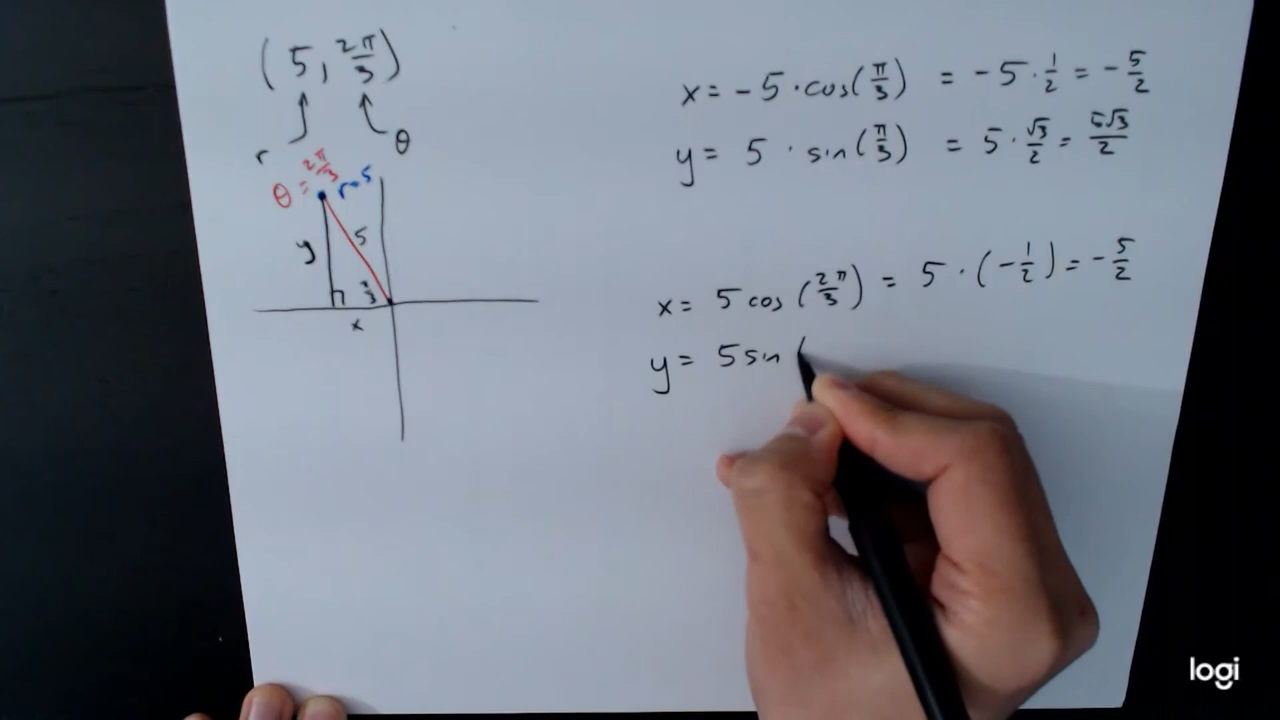 (5, 2π/3)
r θ
θ = 2π/3 r=5
y 5
π/3
x
x = -5 · cos(π/3) = -5 · 1/2 = -5/2
y = 5 · sin(π/3) = 5 · √3/2 = 5√3/2
x = 5 cos(2π/3) = 5 · (-1/2) = -5/2
y = 5 sin (
logi